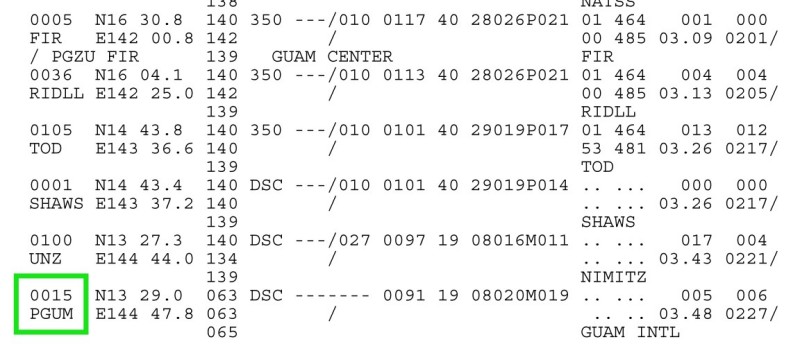 138 NATSS
0005 N16 30.8 140 350 ---/010 0117 40 28026P021 01 464 001 000
FIR E142 00.8 142 / 00 485 03.09 0201/
/ PGZU FIR 139 GUAM CENTER FIR
0036 N16 04.1 140 350 ---/010 0113 40 28026P021 01 464 004 004
RIDLL E142 25.0 142 / 00 485 03.13 0205/
139 RIDLL
0105 N14 43.8 140 350 ---/010 0101 40 29019P017 01 464 013 012
TOD E143 36.6 140 / 53 481 03.26 0217/
139 TOD
0001 N14 43.4 140 DSC ---/010 0101 40 29019P014 .. ... 000 000
SHAWS E143 37.2 140 / .. ... 03.26 0217/
139 SHAWS
0100 N13 27.3 140 DSC ---/027 0097 19 08016M011 .. ... 017 004
UNZ E144 44.0 134 / .. ... 03.43 0221/
139 NIMITZ
0015 N13 29.0 063 DSC ------- 0091 19 08020M019 .. ... 005 006
PGUM E144 47.8 063 / .. .. 03.48 0227/
065 GUAM INTL